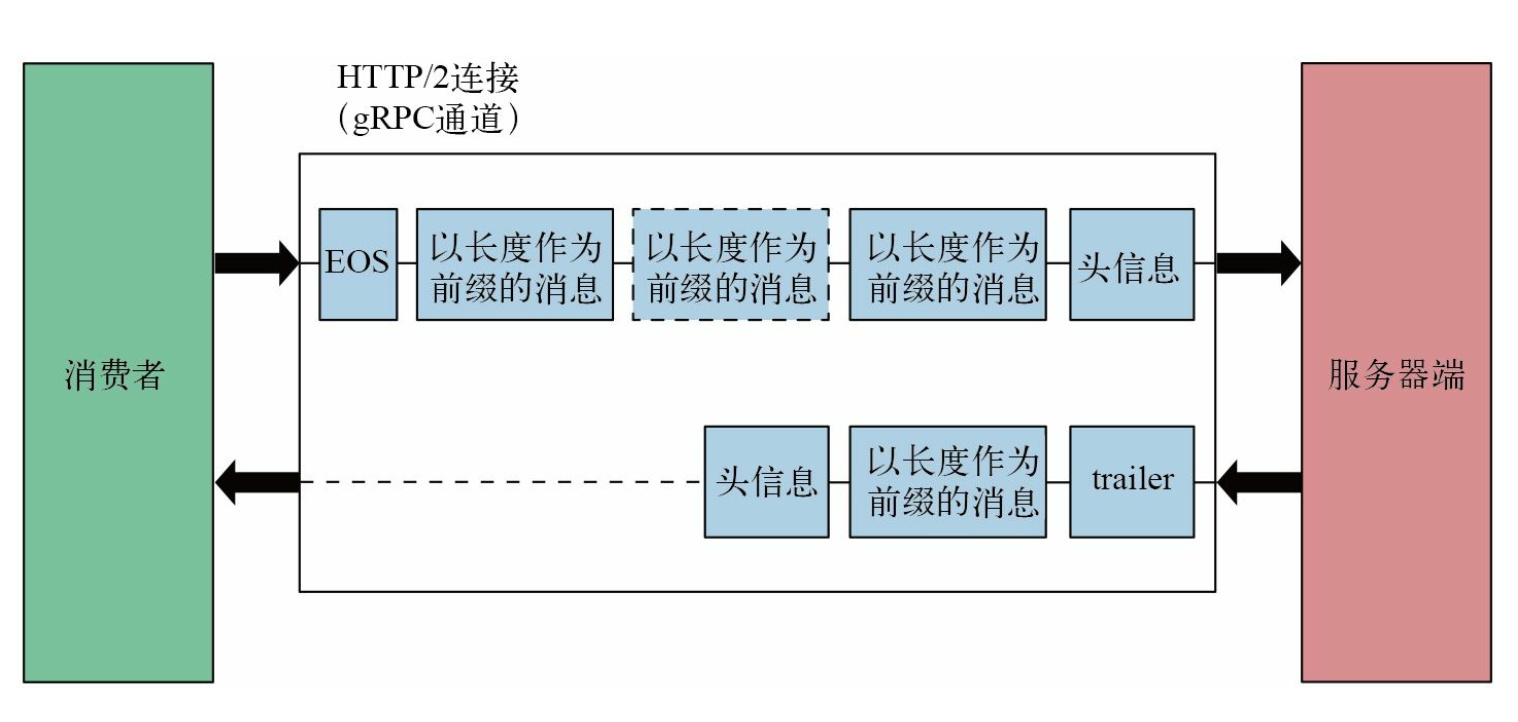 HTTP/2连接
（gRPC通道）
消费者
EOS
以长度作为
前缀的消息
以长度作为
前缀的消息
以长度作为
前缀的消息
头信息
服务器端
头信息
以长度作为
前缀的消息
trailer